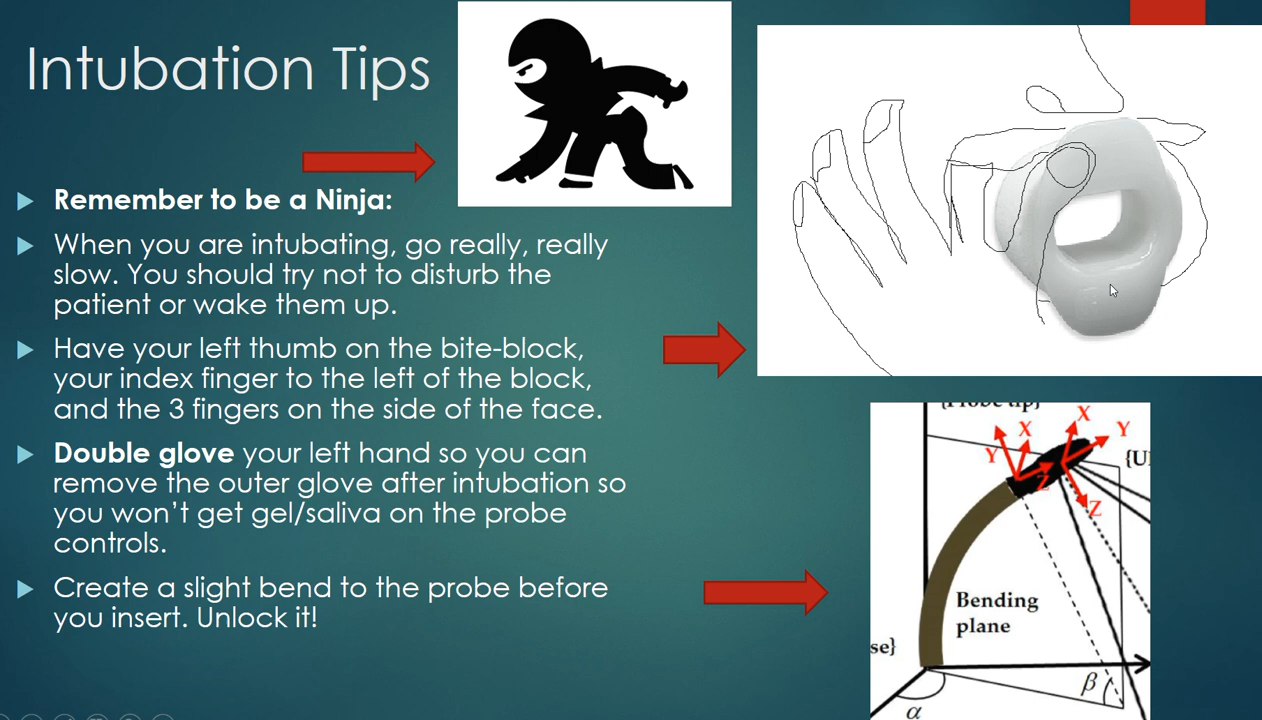 Intubation Tips
Remember to be a Ninja:
When you are intubating, go really, really
slow. You should try not to disturb the
patient or wake them up.
Have your left thumb on the bite-block,
your index finger to the left of the block,
and the 3 fingers on the side of the face.
Double glove your left hand so you can
remove the outer glove after intubation so
you won't get gel/saliva on the probe
controls.
Create a slight bend to the probe before
you insert. Unlock it!
X
X
Y
Y
Z
Z
Bending
plane
se}
β
α